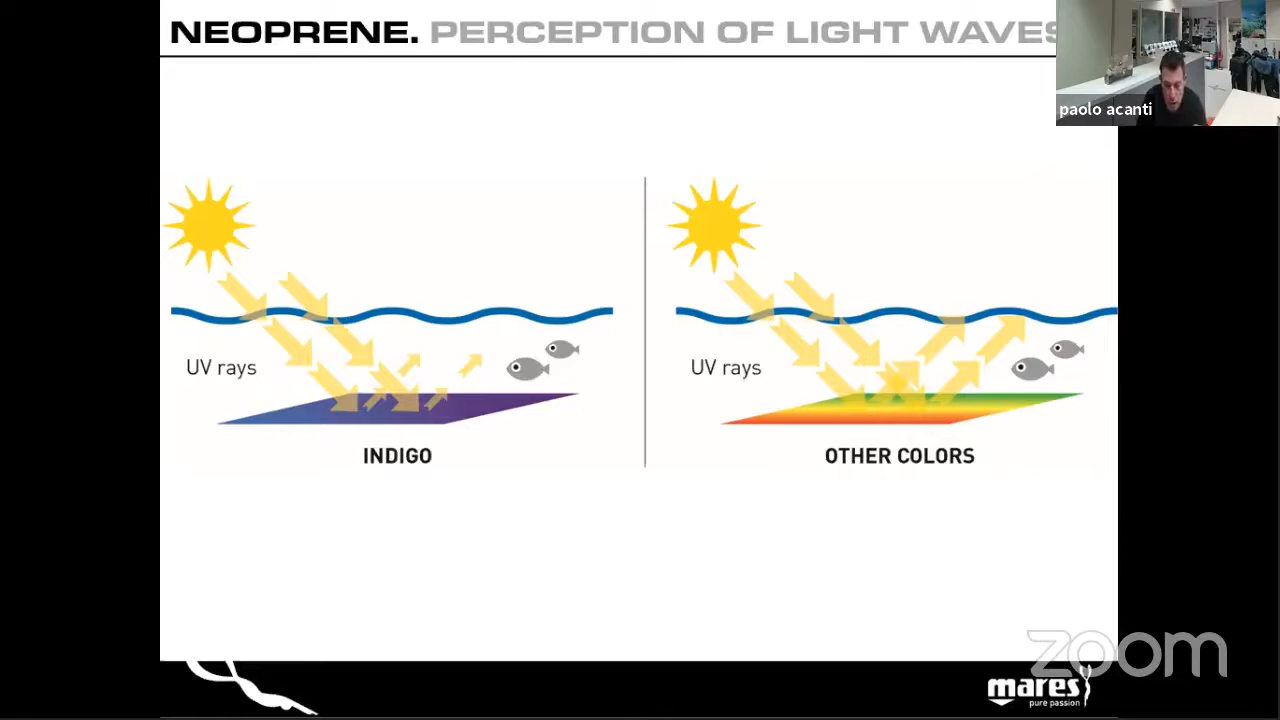 NEOPRENE. PERCEPTION OF LIGHT WAVES
paolo acanti
UV rays
UV rays
INDIGO
OTHER COLORS
zoom
mares
pure passion